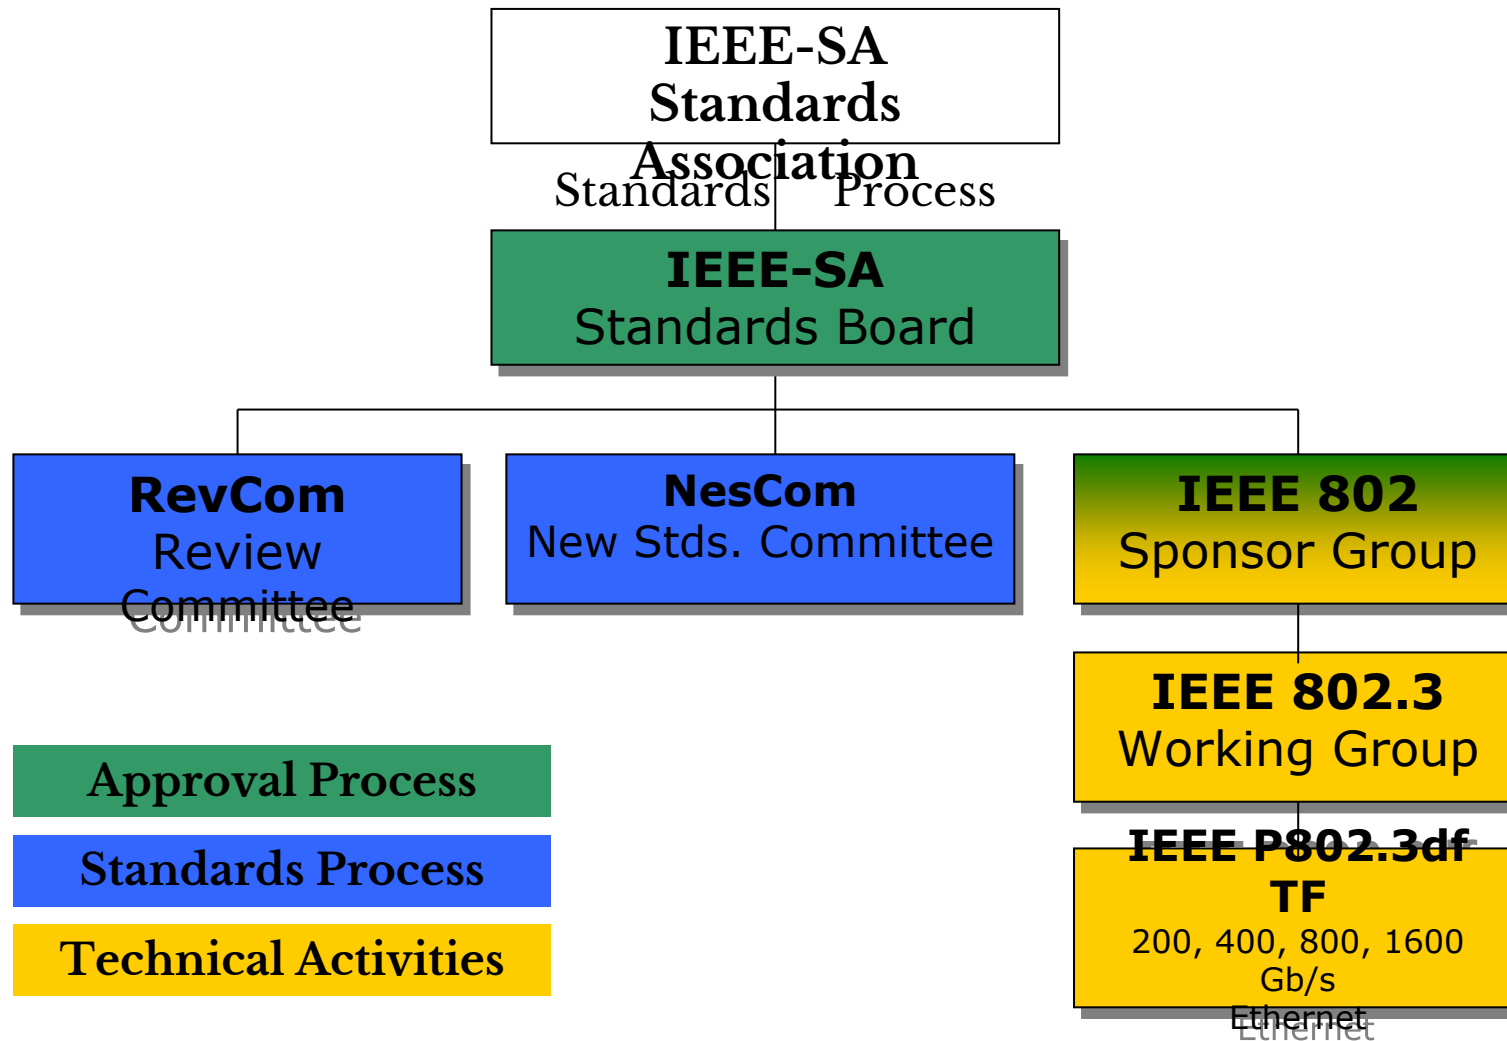 IEEE-SA
Standards
Association
Standards Process
IEEE-SA
Standards Board
RevCom
Review
Committee
NesCom
New Stds. Committee
IEEE 802
Sponsor Group
IEEE 802.3
Working Group
IEEE P802.3df
TF
200, 400, 800, 1600
Gb/s
Ethernet
Approval Process
Standards Process
Technical Activities